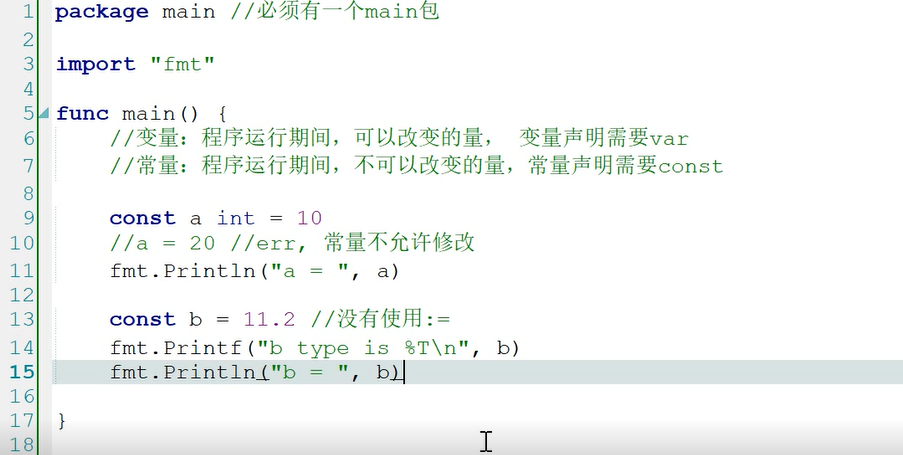 1 package main //必须有一个main包
2
3 import "fmt"
4
5 func main() {
6     //变量：程序运行期间，可以改变的量， 变量声明需要var
7     //常量：程序运行期间，不可以改变的量，常量声明需要const
8
9     const a int = 10
10     //a = 20 //err, 常量不允许修改
11     fmt.Println("a = ", a)
12
13     const b = 11.2 //没有使用:=
14     fmt.Printf("b type is %T\n", b)
15     fmt.Println("b = ", b)
16
17 }
18